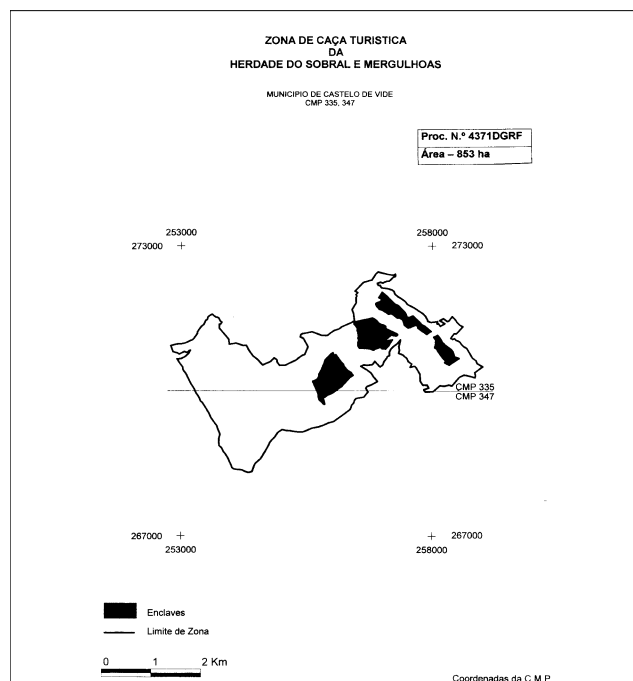 ZONA DE CAÇA TURISTICA
DA
HERDADE DO SOBRAL E MERGULHOAS
MUNICIPIO DE CASTELO DE VIDE
CMP 335, 347
Proc. N.º 4371DGRF
Área – 853 ha
253000
258000
273000
273000
CMP 335
CMP 347
267000
267000
253000
258000
Enclaves
Limite de Zona
0 1 2 Km
Coordenadas da C.M.P.